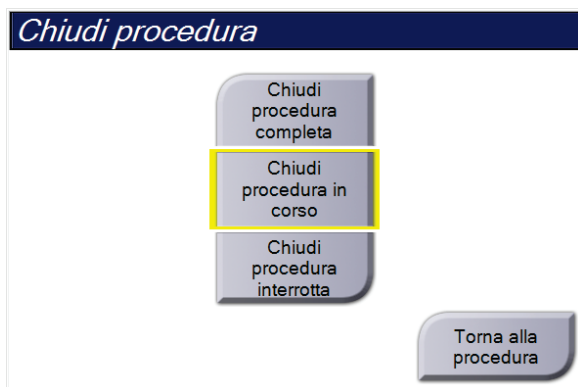 Chiudi procedura
Chiudi
procedura
completa
Chiudi
procedura in
corso
Chiudi
procedura
interrotta
Torna alla
procedura